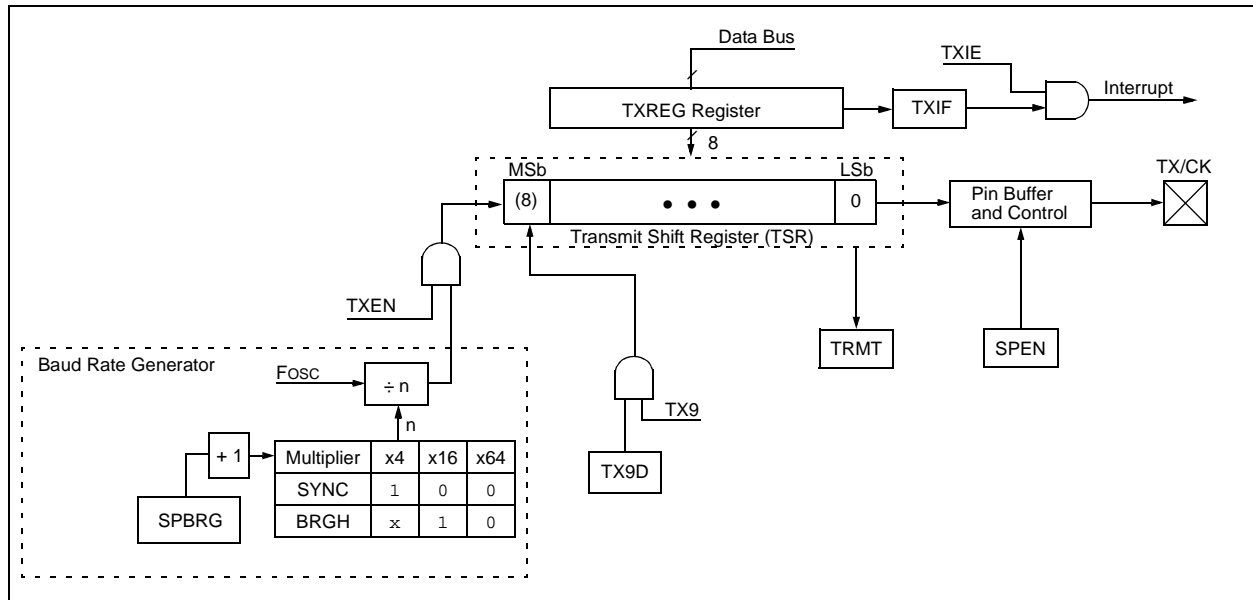 Data Bus
TXIE
Interrupt
TXREG Register
TXIF
8
MSb
LSb
TX/CK
(8)
• • •
0
Pin Buffer
and Control
Transmit Shift Register (TSR)
TXEN
TRMT
SPEN
Baud Rate Generator
FOSC
÷ n
n
TX9
+ 1
Multiplier x4 x16 x64
SYNC 1 0 0
BRGH x 1 0
TX9D
SPBRG